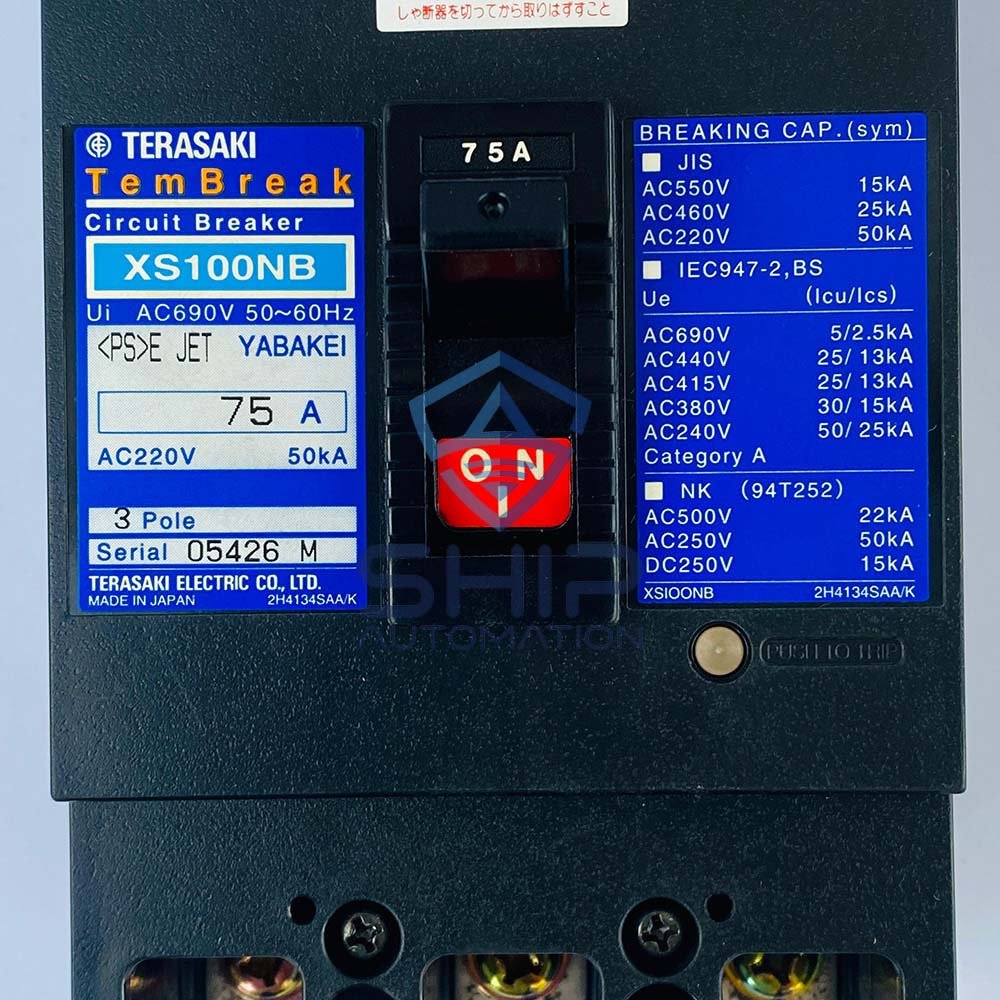 しゃ断器を切ってから取りはずすこと
TERASAKI
TemBreak
Circuit Breaker
XS100NB
Ui AC690V 50~60Hz
<PS>E JET YABAKEI
75 A
AC220V 50kA
3 Pole
Serial 05426 M
TERASAKI ELECTRIC CO., LTD.
MADE IN JAPAN 2H4134SAA/K
75A
ON
I
BREAKING CAP.(sym)
JIS
AC550V 15kA
AC460V 25kA
AC220V 50kA
IEC947-2,BS
Ue (Icu/Ics)
AC690V 5/2.5kA
AC440V 25/13kA
AC415V 25/13kA
AC380V 30/15kA
AC240V 50/25kA
Category A
NK (94T252)
AC500V 22kA
AC250V 50kA
DC250V 15kA
XS100NB 2H4134SAA/K
PUSH TO TRIP
SHIP
AUTOMATION